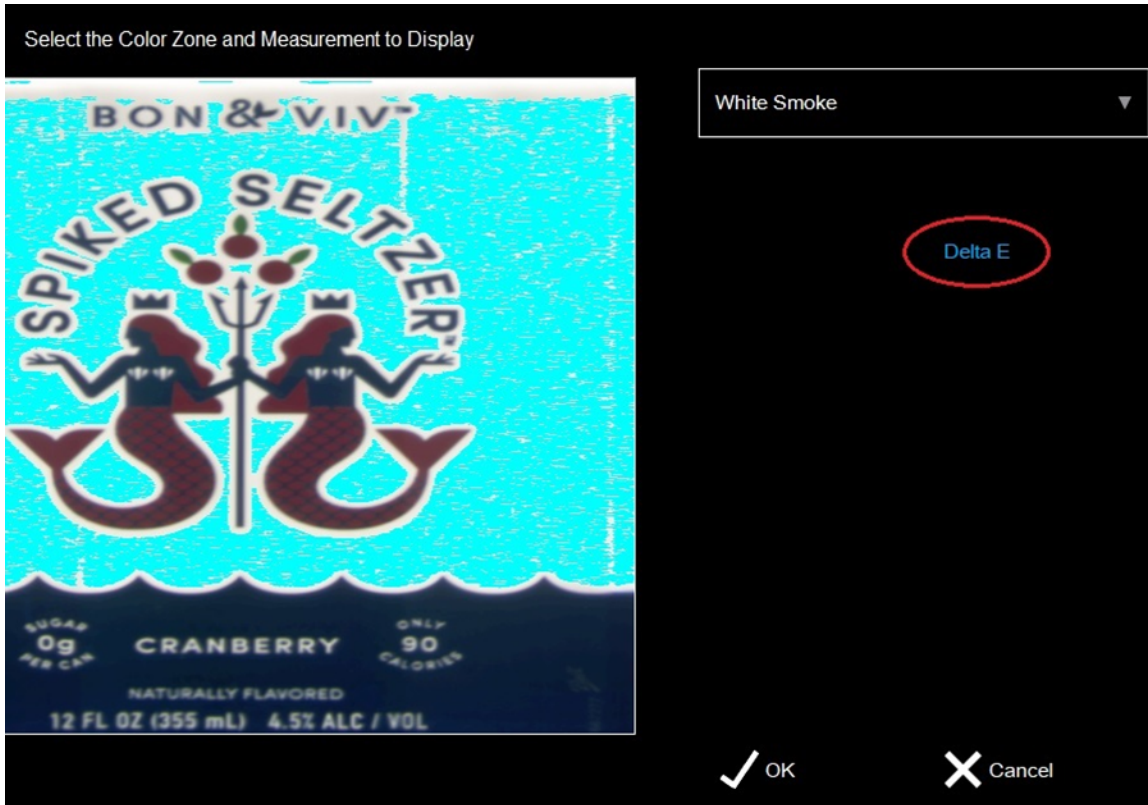 Select the Color Zone and Measurement to Display
White Smoke
Delta E
BON & VIV™
SPIKED SELTZER
SUGAR
0g
PER CAN
CRANBERRY
ONLY
90
CALORIES
NATURALLY FLAVORED
12 FL OZ (355 mL) 4.5% ALC / VOL
OK
Cancel